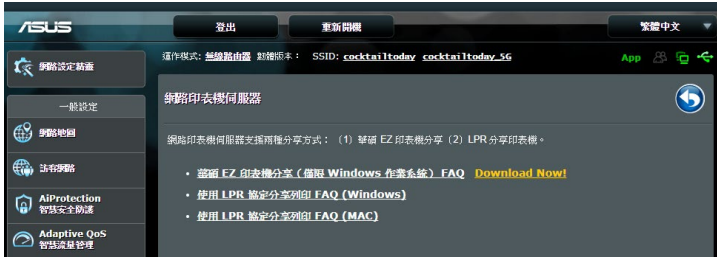 ASUS
登出
重新開機
繁體中文
網路設定精靈
運作模式: 無線路由器 韌體版本: SSID: cocktailtoday cocktailtoday_5G
App
一般設定
網路地圖
訪客網路
AiProtection
智慧安全防護
Adaptive QoS
智慧流量管理
網路印表機伺服器
網路印表機伺服器支援兩種分享方式: (1) 華碩 EZ 印表機分享 (2) LPR 分享印表機。
• 華碩 EZ 印表機分享 (僅限 Windows 作業系統) FAQ Download Now!
• 使用 LPR 協定分享列印 FAQ (Windows)
• 使用 LPR 協定分享列印 FAQ (MAC)